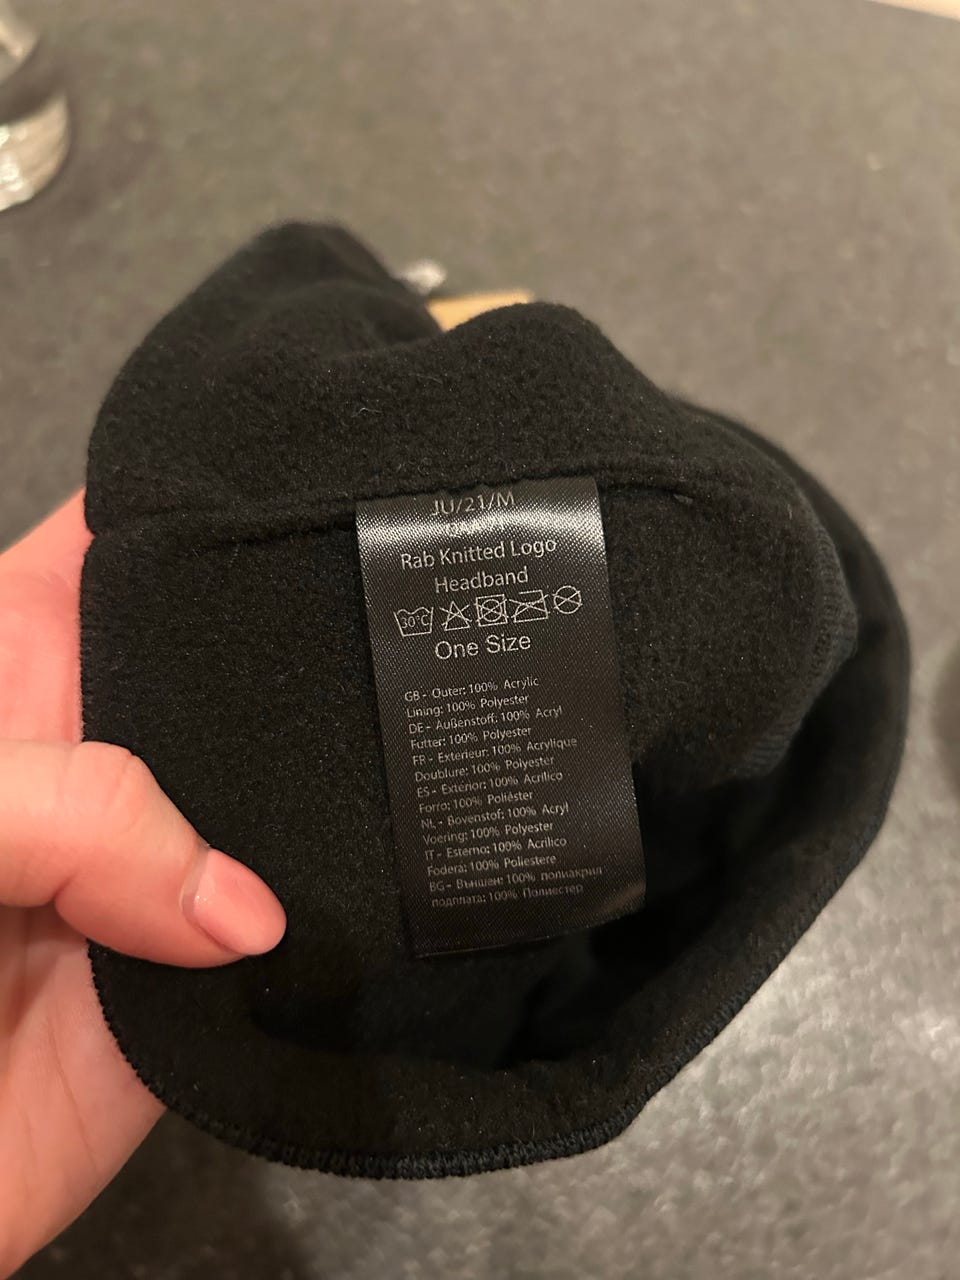 JU/21/M
Rab Knitted Logo
Headband
30°C
One Size
GB - Outer: 100% Acrylic
Lining: 100% Polyester
DE - Außenstoff: 100% Acryl
Futter: 100% Polyester
FR - Exterieur: 100% Acrylique
Doublure: 100% Polyester
ES - Exterior: 100% Acrilico
Forro: 100% Poliéster
NL - Bovenstof: 100% Acryl
Voering: 100% Polyester
IT - Esterno: 100% Acrilico
Fodera: 100% Poliestere
BG - Външен: 100% полиакрил
подплата: 100% Полиестер